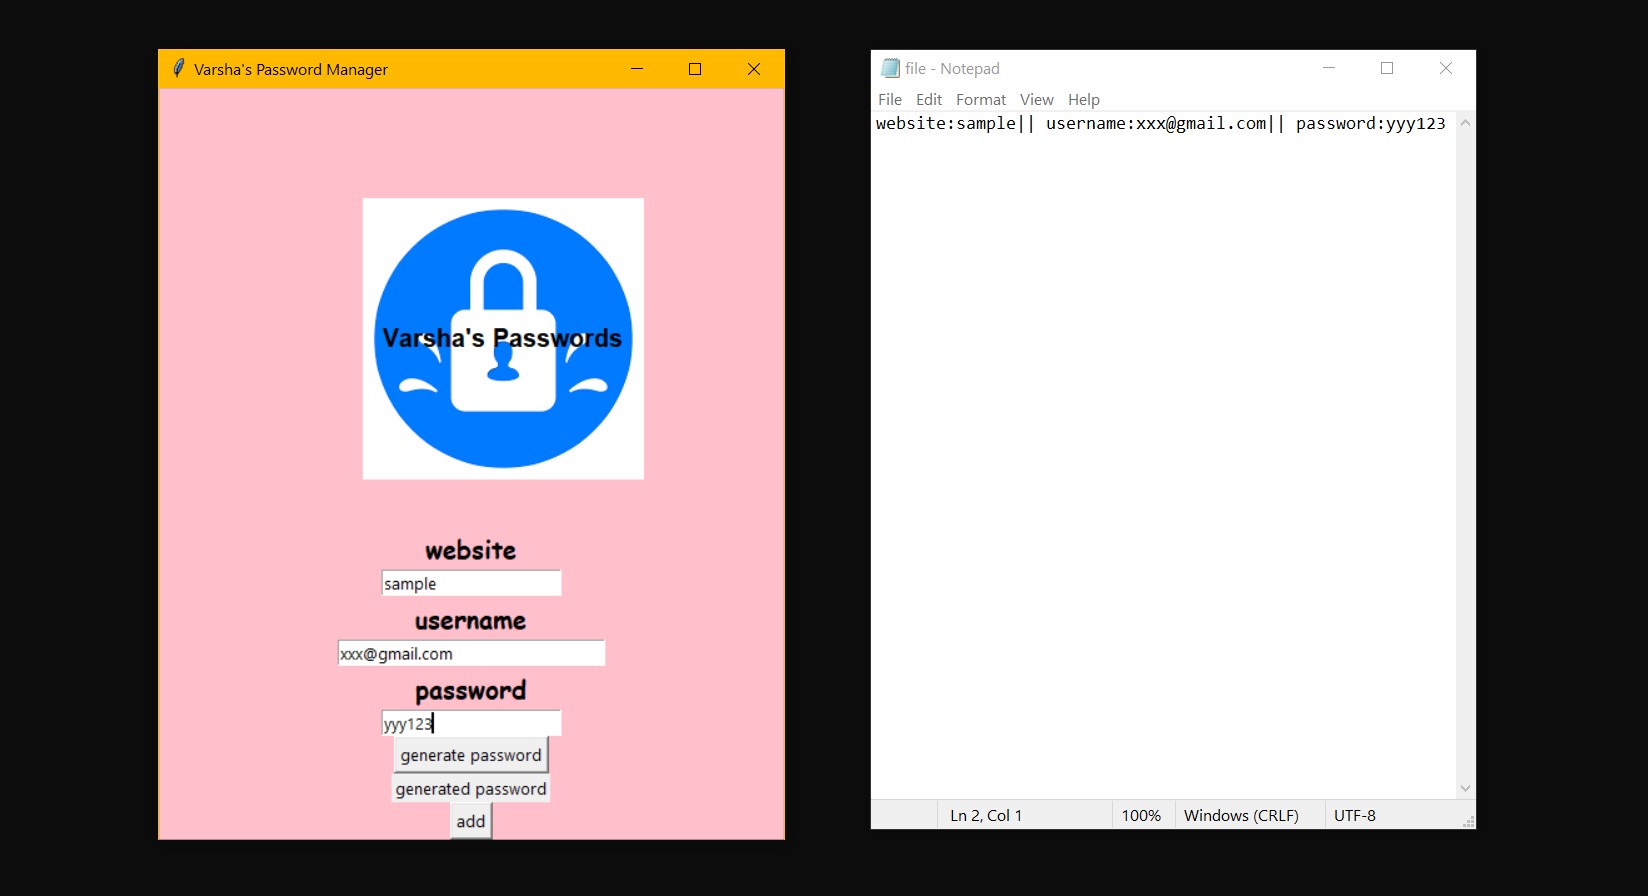 Varsha's Password Manager
Varsha's Passwords
website
sample
username
xxx@gmail.com
password
yyy123
generate password
generated password
add
file - Notepad
File Edit Format View Help
website:sample|| username:xxx@gmail.com|| password:yyy123
Ln 2, Col 1 100% Windows (CRLF) UTF-8